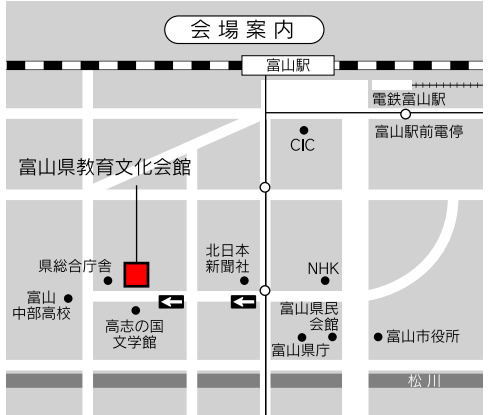 会場案内
富山駅
電鉄富山駅
富山駅前電停
CIC
富山県教育文化会館
北日本
新聞社
県総合庁舎
NHK
富山
中部高校
高志の国
文学館
富山県民
会館
富山県庁
富山市役所
松川